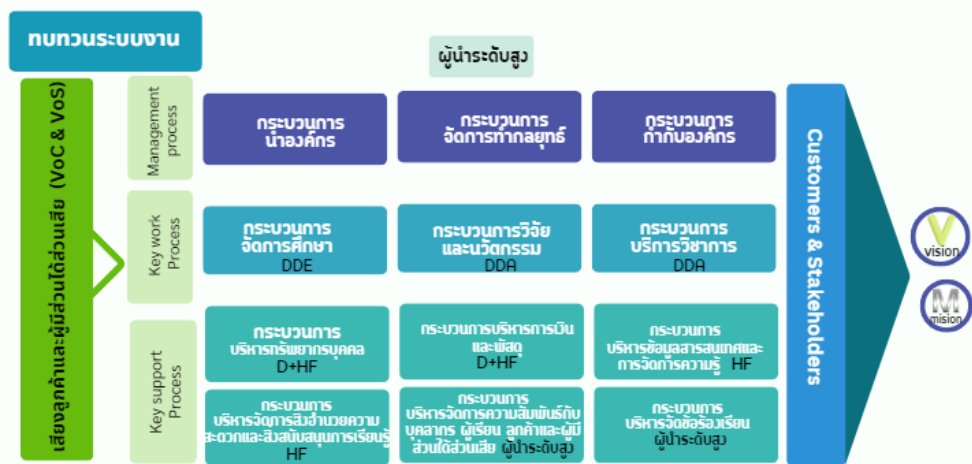 ทบทวนระบบงาน
ผู้นำระดับสูง
เสียงลูกค้าและผู้มีส่วนได้ส่วนเสีย (VoC & VoS)
Management
process
กระบวนการ
นำองค์กร
กระบวนการ
จัดการทำกลยุทธ์
กระบวนการ
กำกับองค์กร
Key work
Process
กระบวนการ
จัดการศึกษา
DDE
กระบวนการวิจัย
และนวัตกรรม
DDA
กระบวนการ
บริการวิชาการ
DDA
Key support
Process
กระบวนการ
บริหารทรัพยากรบุคคล
D+HF
กระบวนการบริหารการเงิน
และพัสดุ
D+HF
กระบวนการ
บริหารข้อมูลสารสนเทศและ
การจัดการความรู้ HF
กระบวนการ
บริหารจัดการสิ่งอำนวยความ
สะดวกและสิ่งสนับสนุนการเรียนรู้
HF
กระบวนการ
บริหารจัดการความสัมพันธ์กับ
บุคลากร ผู้เรียน ลูกค้าและผู้มี
ส่วนได้ส่วนเสีย ผู้นำระดับสูง
กระบวนการ
บริหารจัดข้อร้องเรียน
ผู้นำระดับสูง
Customers & Stakeholders
V
vision
M
mision